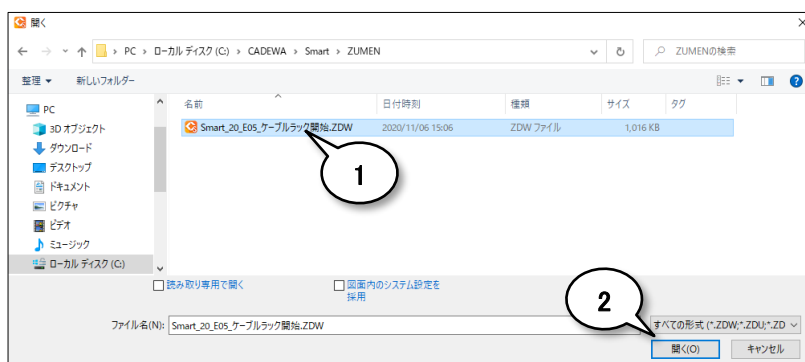 開く
PC › ローカル ディスク (C:) › CADEWA › Smart › ZUMEN
ZUMENの検索
整理 新しいフォルダー
名前 日付時刻 種類 サイズ タグ
Smart_20_E05_ケーブルラック開始.ZDW 2020/11/06 15:06 ZDW ファイル 1,016 KB
PC
3D オブジェクト
ダウンロード
デスクトップ
ドキュメント
ピクチャ
ビデオ
ミュージック
ローカル ディスク (C:)
1
読み取り専用で開く
図面内のシステム設定を
採用
2
ファイル名(N): Smart_20_E05_ケーブルラック開始.ZDW
すべての形式 (*.ZDW;*.ZDU;*.ZD
開く(O) キャンセル